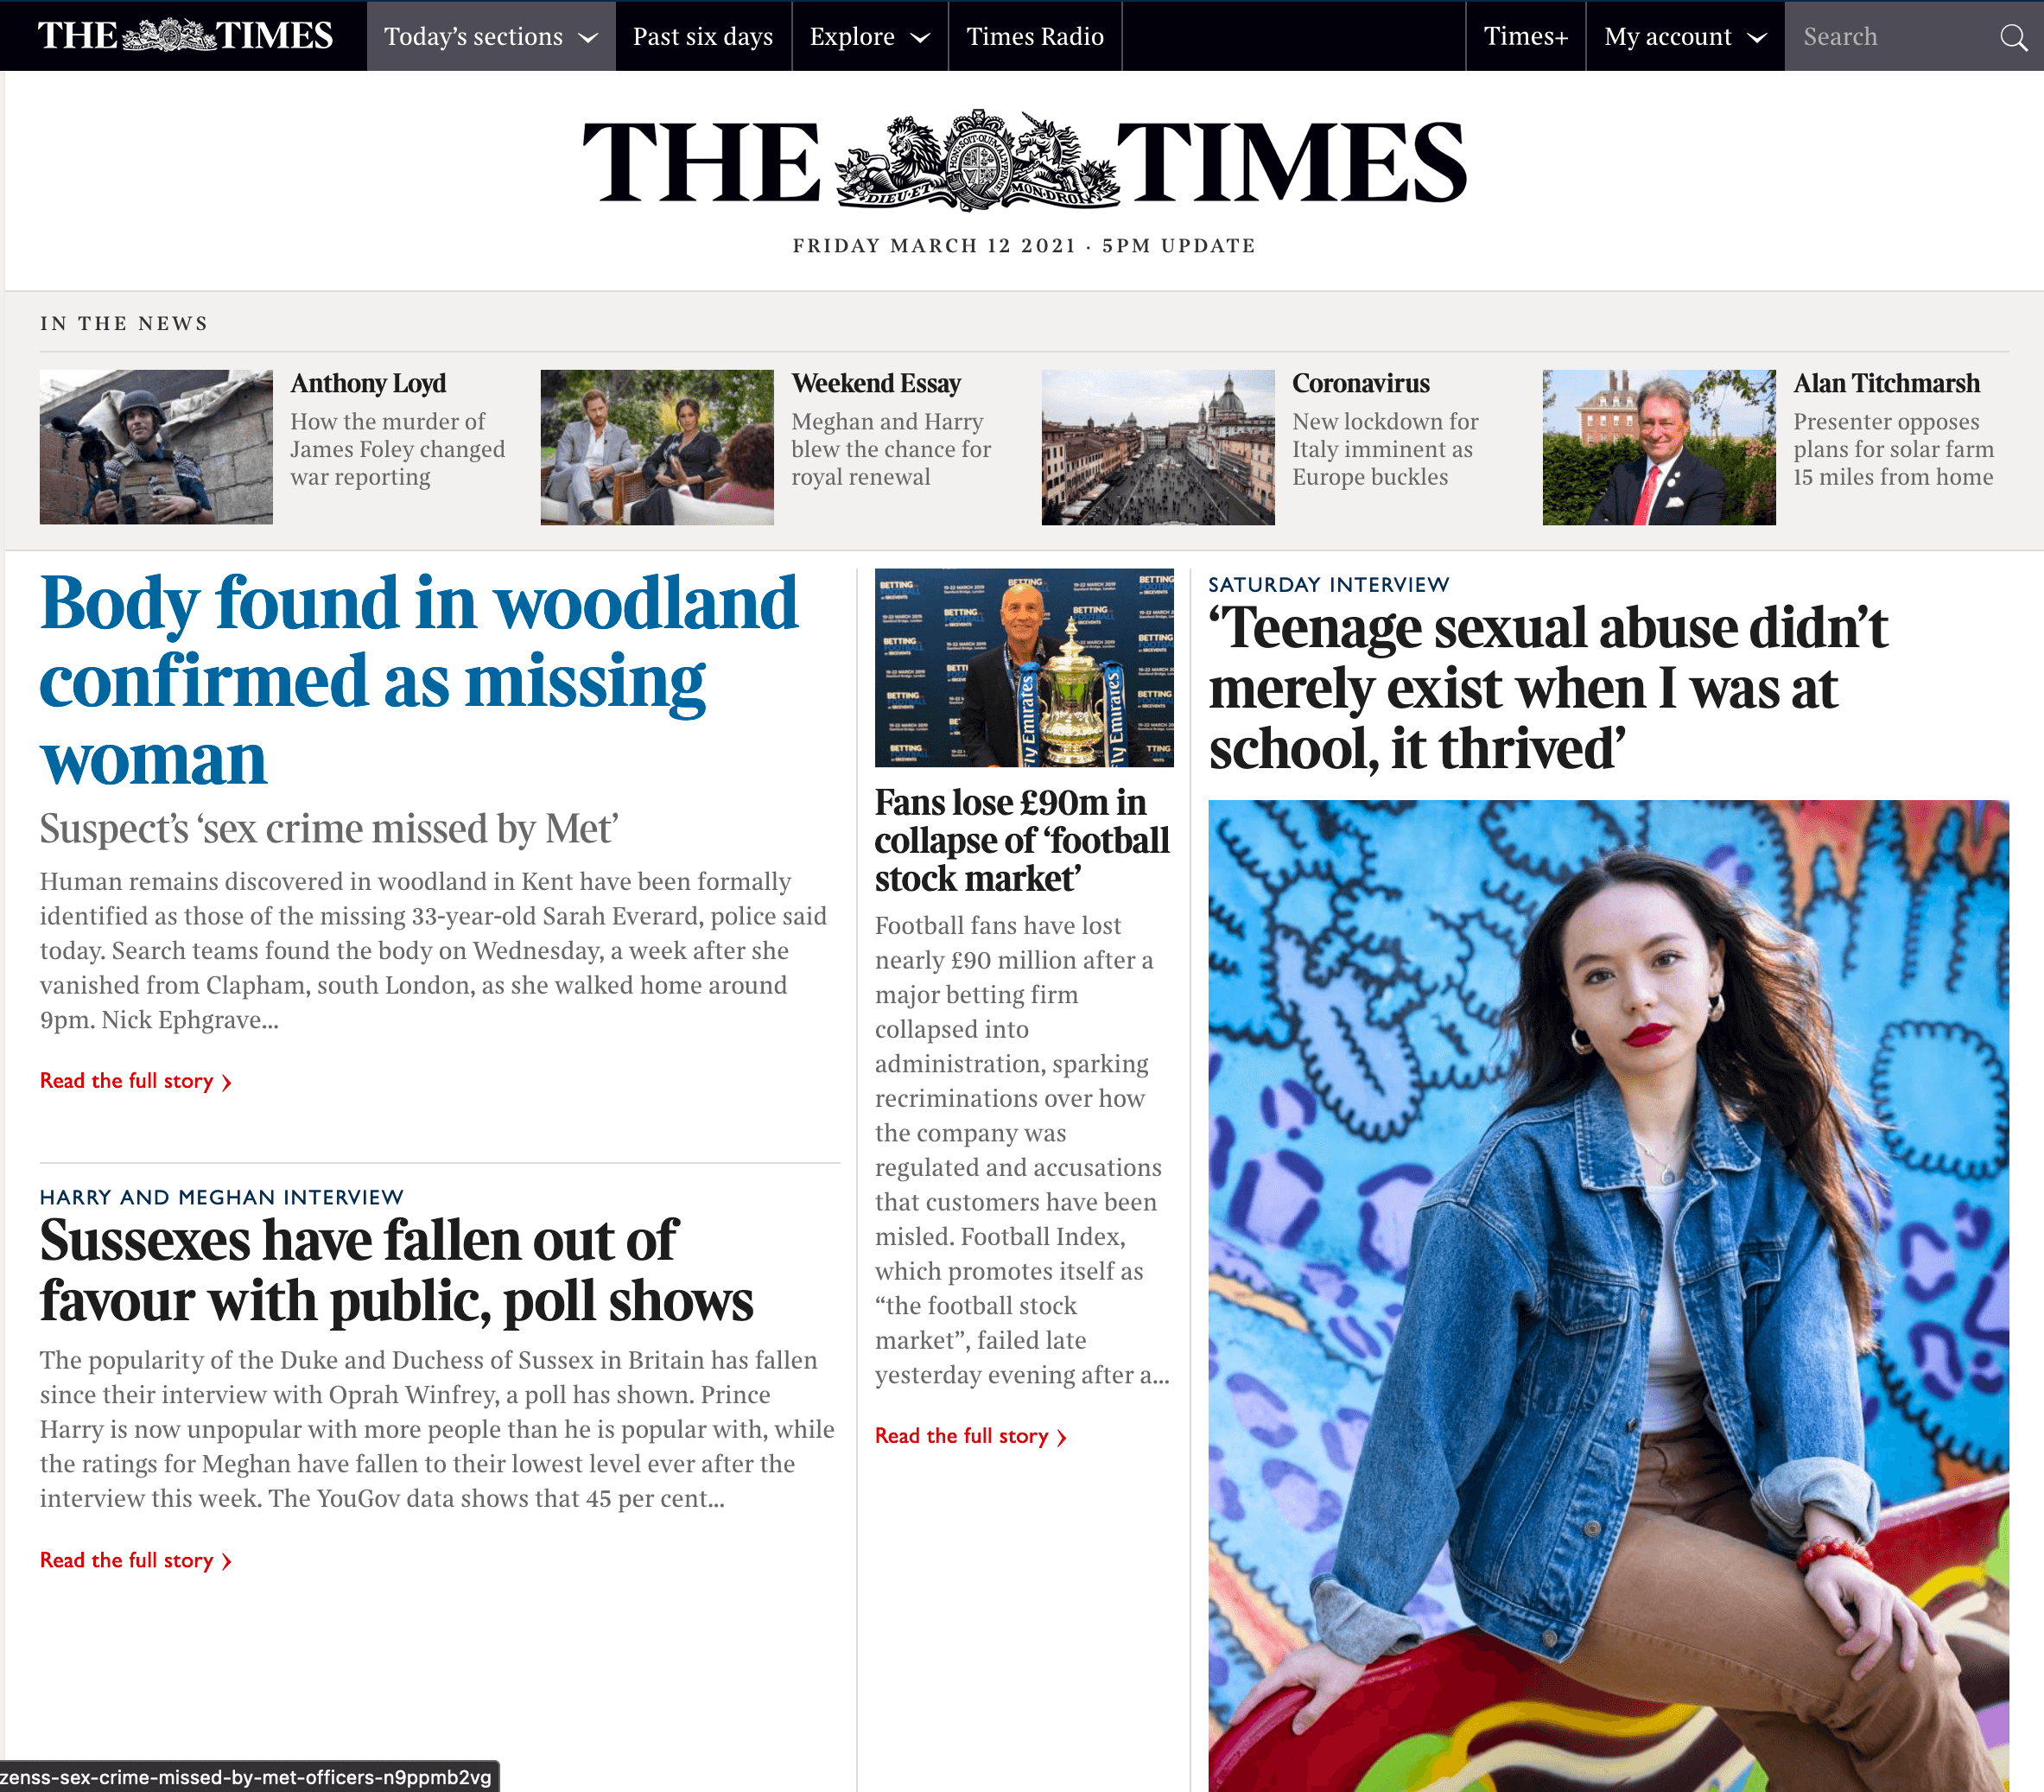 THE TIMES
Today’s sections
Past six days
Explore
Times Radio
Times+
My account
Search
THE TIMES
DIEU ET MON DROIT
FRIDAY MARCH 12 2021 · 5PM UPDATE
IN THE NEWS
Anthony Loyd
How the murder of
James Foley changed
war reporting
Weekend Essay
Meghan and Harry
blew the chance for
royal renewal
Coronavirus
New lockdown for
Italy imminent as
Europe buckles
Alan Titchmarsh
Presenter opposes
plans for solar farm
15 miles from home
Body found in woodland
confirmed as missing
woman
Suspect’s ‘sex crime missed by Met’
Human remains discovered in woodland in Kent have been formally
identified as those of the missing 33-year-old Sarah Everard, police said
today. Search teams found the body on Wednesday, a week after she
vanished from Clapham, south London, as she walked home around
9pm. Nick Ephgrave...
Read the full story
HARRY AND MEGHAN INTERVIEW
Sussexes have fallen out of
favour with public, poll shows
The popularity of the Duke and Duchess of Sussex in Britain has fallen
since their interview with Oprah Winfrey, a poll has shown. Prince
Harry is now unpopular with more people than he is popular with, while
the ratings for Meghan have fallen to their lowest level ever after the
interview this week. The YouGov data shows that 45 per cent...
Read the full story
BETTING
FOOTBALL
Fly Emirates
Fly Emirates
Fans lose £90m in
collapse of ‘football
stock market’
Football fans have lost
nearly £90 million after a
major betting firm
collapsed into
administration, sparking
recriminations over how
the company was
regulated and accusations
that customers have been
misled. Football Index,
which promotes itself as
“the football stock
market”, failed late
yesterday evening after a...
Read the full story
SATURDAY INTERVIEW
‘Teenage sexual abuse didn’t
merely exist when I was at
school, it thrived’
zenss-sex-crime-missed-by-met-officers-n9ppmb2vg